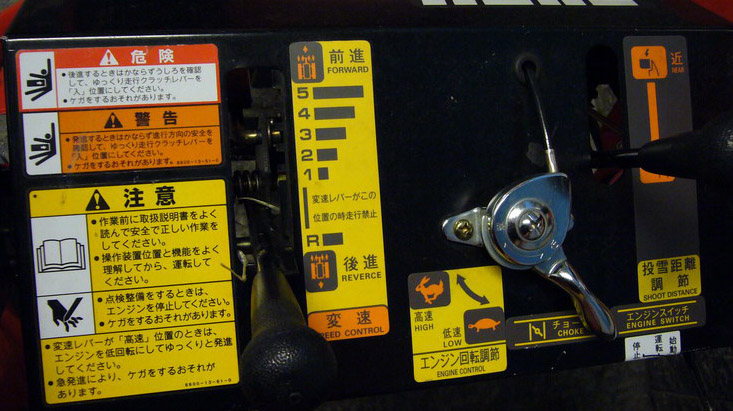 危険
●後進するときはかならずうしろを確認
して、ゆっくり走行クラッチレバーを
「入」位置にしてください。
●ケガをするおそれがあります。
警告
●発進するときはかならず進行方向の安全を
確認して、ゆっくり走行クラッチレバーを
「入」位置にしてください。
●ケガをするおそれがあります。
注意
●作業前に取扱説明書をよく
読んで安全で正しい作業を
してください。
●操作装置位置と機能をよく
理解してから、運転して
ください。
●点検整備をするときは、
エンジンを停止してください。
●ケガをするおそれがあります。
●変速レバーが「高速」位置のときは、
エンジンを低回転にしてゆっくりと発進
してください。
●急発進により、ケガをするおそれが
あります。
前進
FORWARD
5
4
3
2
1
変速レバーがこの
位置の時走行禁止
R
後進
REVERCE
変速
EED CONTROL
高速
HIGH
低速
LOW
エンジン回転調節
ENGINE CONTROL
チョー
CHOKE
近
NEAR
投雪距離
調節
SHOOT DISTANCE
エンジンスイッチ
ENGINE SWITCH
停止
運転
始動